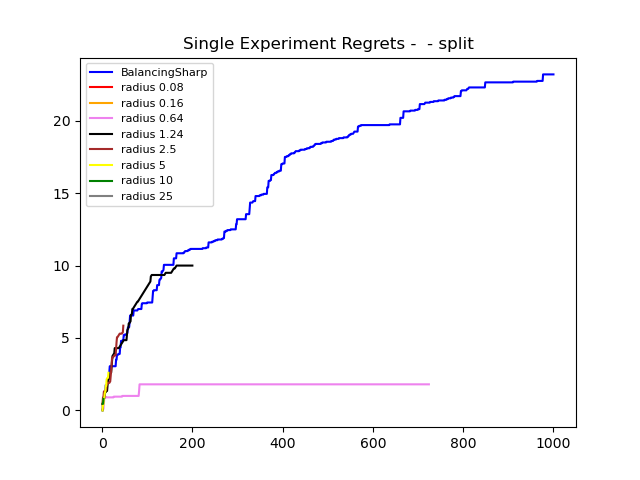 Single Experiment Regrets -  - split
BalancingSharp
radius 0.08
radius 0.16
radius 0.64
radius 1.24
radius 2.5
radius 5
radius 10
radius 25
20
15
10
5
0
0 200 400 600 800 1000